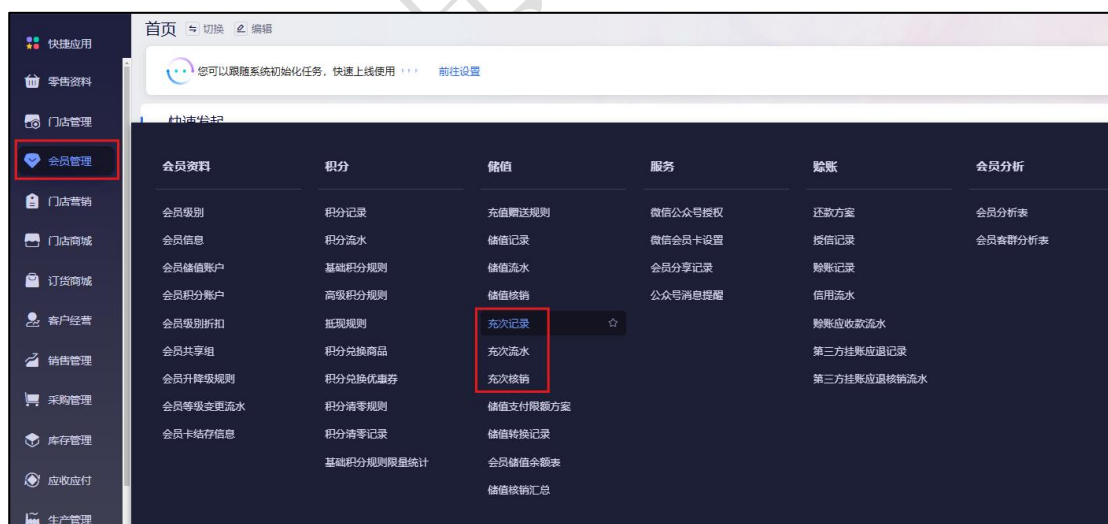 快捷应用
零售资料
门店管理
会员管理
门店营销
门店商城
订货商城
客户经营
销售管理
采购管理
库存管理
应收应付
生产管理
首页 切换 编辑
您可以跟随系统初始化任务，快速上线使用 前往设置
快速发起
会员资料
会员级别
会员信息
会员储值账户
会员积分账户
会员级别折扣
会员共享组
会员升降级规则
会员等级变更流水
会员卡结存信息
积分
积分记录
积分流水
基础积分规则
高级积分规则
抵现规则
积分兑换商品
积分兑换优惠券
积分清零规则
积分清零记录
基础积分规则限量统计
储值
充值赠送规则
储值记录
储值流水
储值核销
充次记录
充次流水
充次核销
储值支付限额方案
储值转换记录
会员储值余额表
储值核销汇总
服务
微信公众号授权
微信会员卡设置
会员分享记录
公众号消息提醒
赊账
还款方案
授信记录
赊账记录
信用流水
赊账应收款流水
第三方挂账应退记录
第三方挂账应退核销流水
会员分析
会员分析表
会员客群分析表